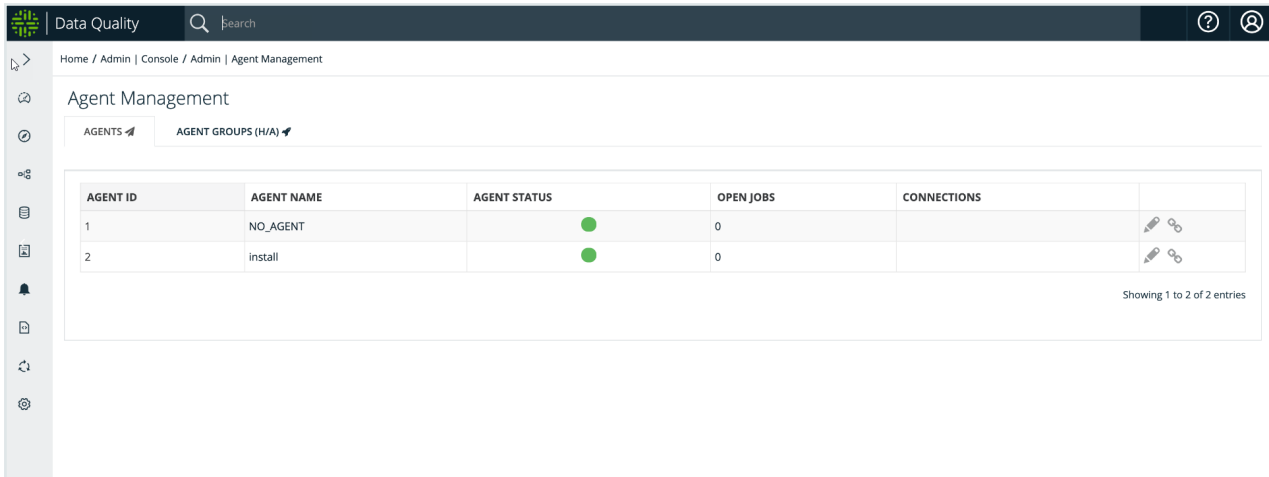 Data Quality
Search
Home / Admin | Console / Admin | Agent Management
Agent Management
AGENTS AGENT GROUPS (H/A)
AGENT ID AGENT NAME AGENT STATUS OPEN JOBS CONNECTIONS
1 NO_AGENT 0
2 install 0
Showing 1 to 2 of 2 entries